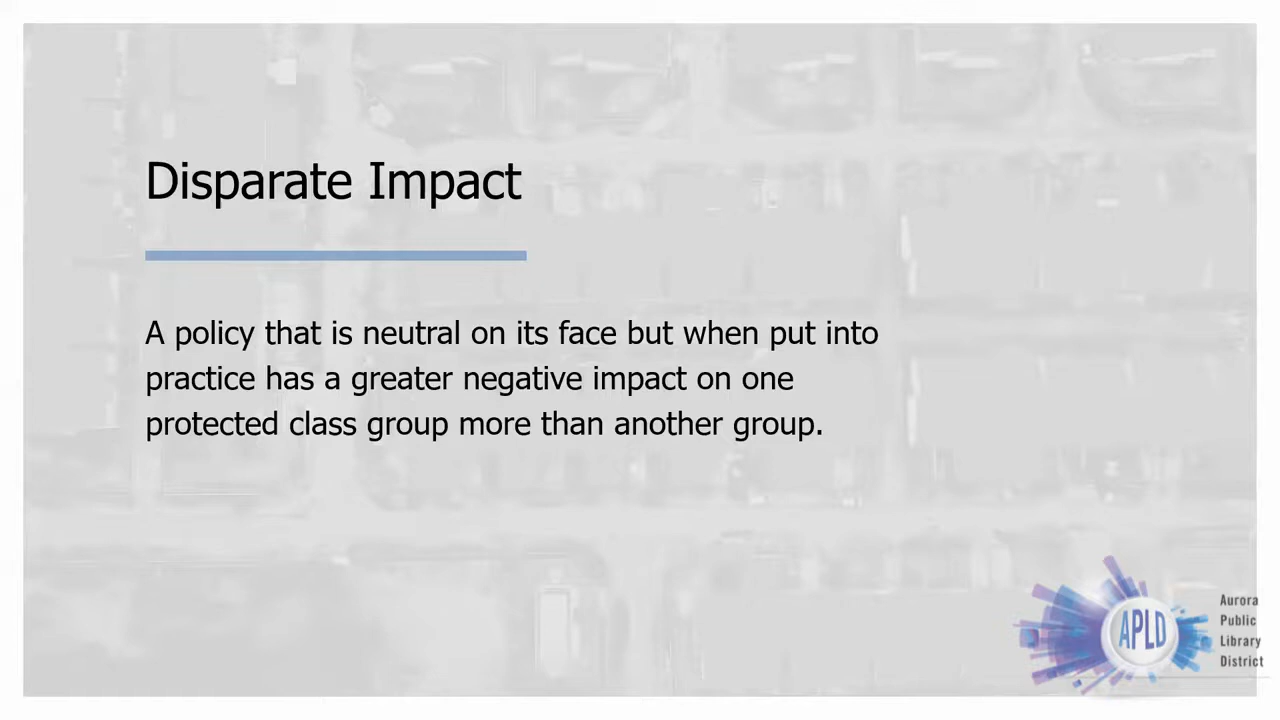 Disparate Impact
A policy that is neutral on its face but when put into
practice has a greater negative impact on one
protected class group more than another group.
APLD
Aurora
Public
Library
District